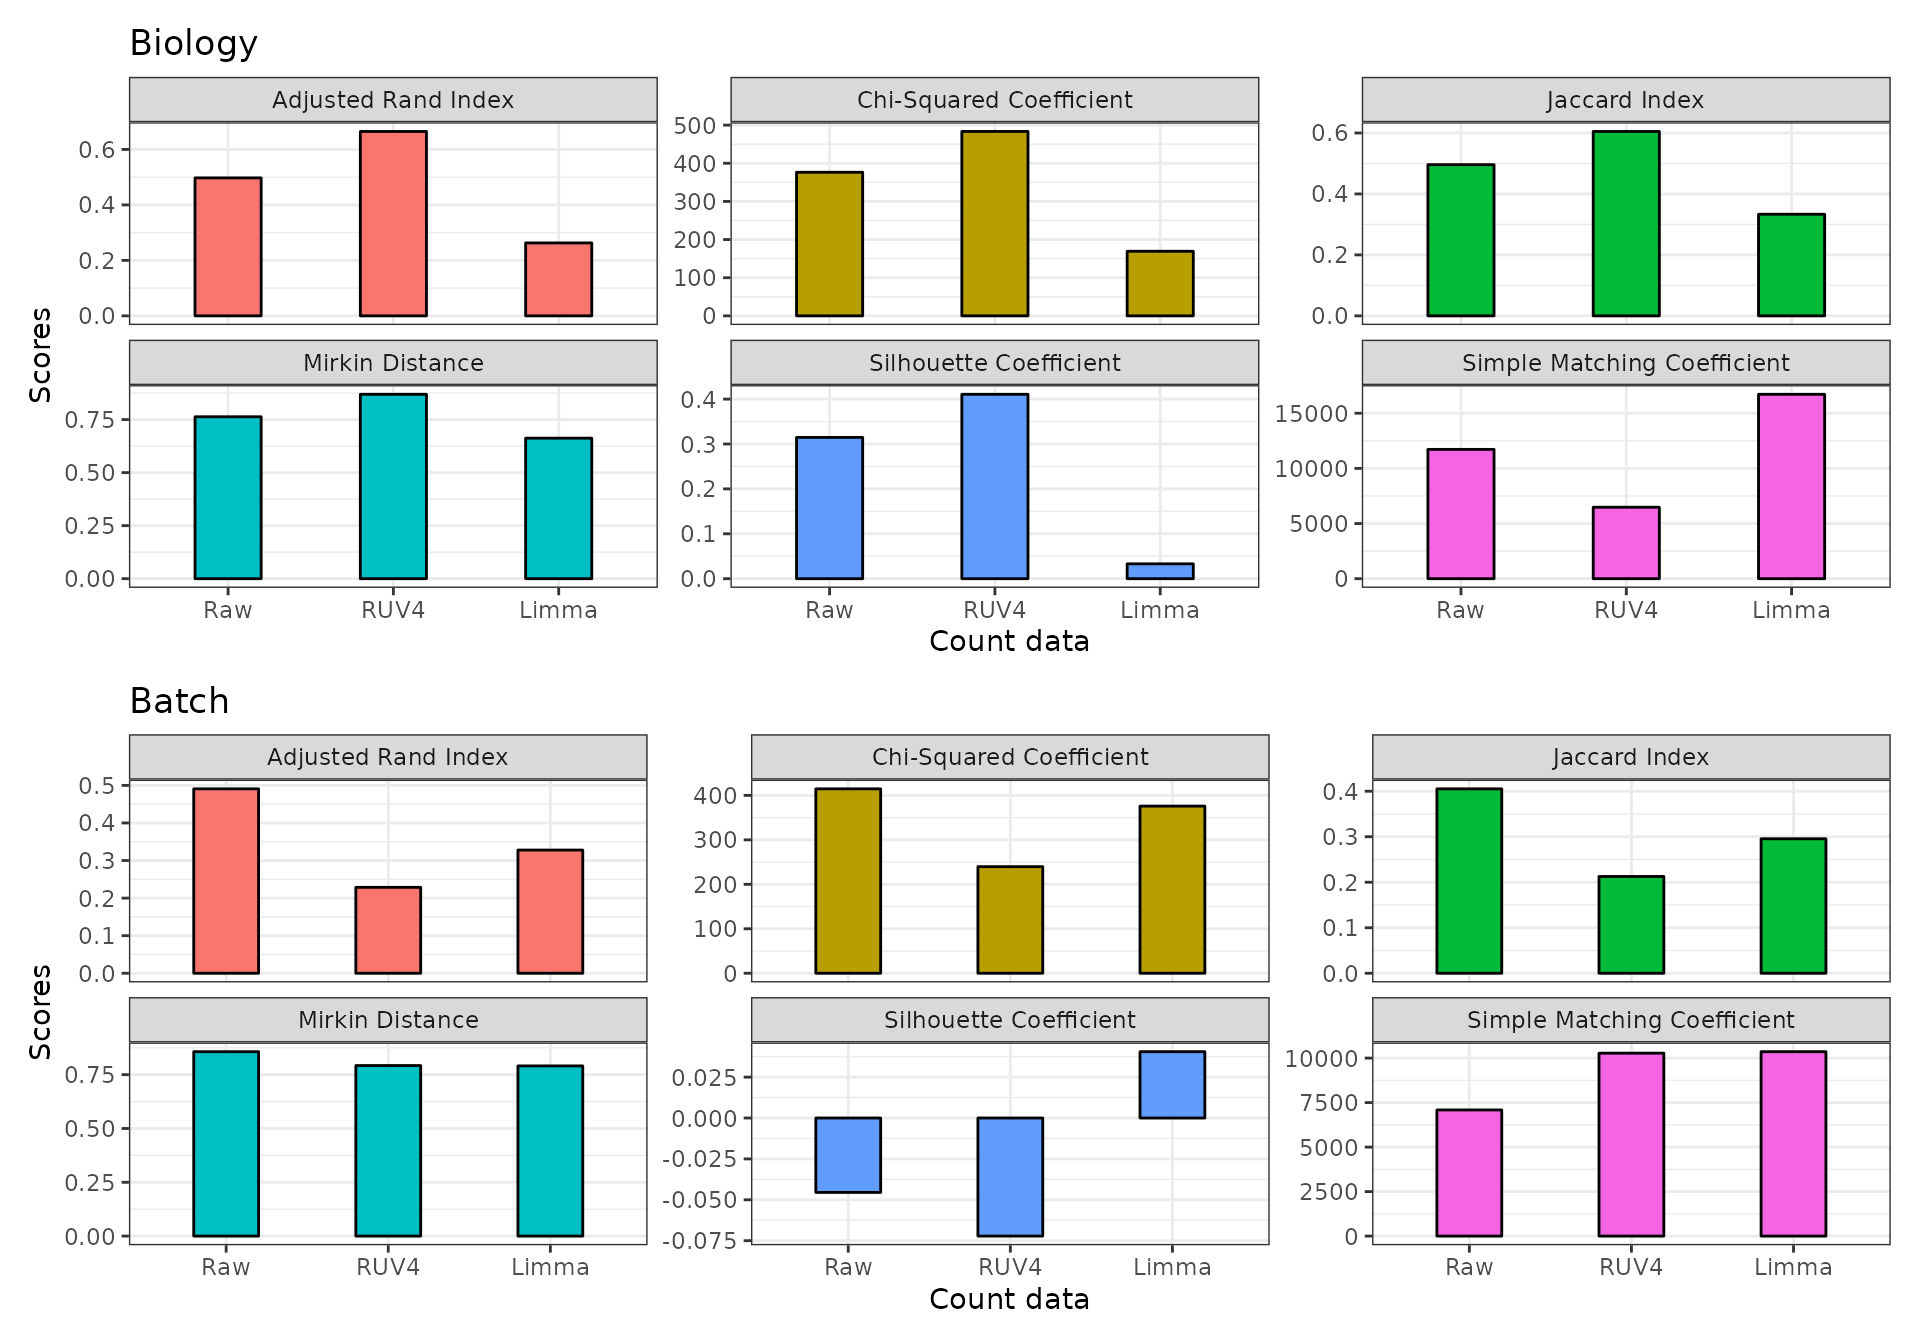 Biology
Adjusted Rand Index
Chi-Squared Coefficient
Jaccard Index
0.6
0.4
0.2
0.0
500
400
300
200
100
0
0.6
0.4
0.2
0.0
Scores
Mirkin Distance
Silhouette Coefficient
Simple Matching Coefficient
0.75
0.50
0.25
0.00
0.4
0.3
0.2
0.1
0.0
15000
10000
5000
0
Raw RUV4 Limma
Raw RUV4 Limma
Raw RUV4 Limma
Count data
Batch
Adjusted Rand Index
Chi-Squared Coefficient
Jaccard Index
0.5
0.4
0.3
0.2
0.1
0.0
400
300
200
100
0
0.4
0.3
0.2
0.1
0.0
Scores
Mirkin Distance
Silhouette Coefficient
Simple Matching Coefficient
0.75
0.50
0.25
0.00
0.025
0.000
-0.025
-0.050
-0.075
10000
7500
5000
2500
0
Raw RUV4 Limma
Raw RUV4 Limma
Raw RUV4 Limma
Count data